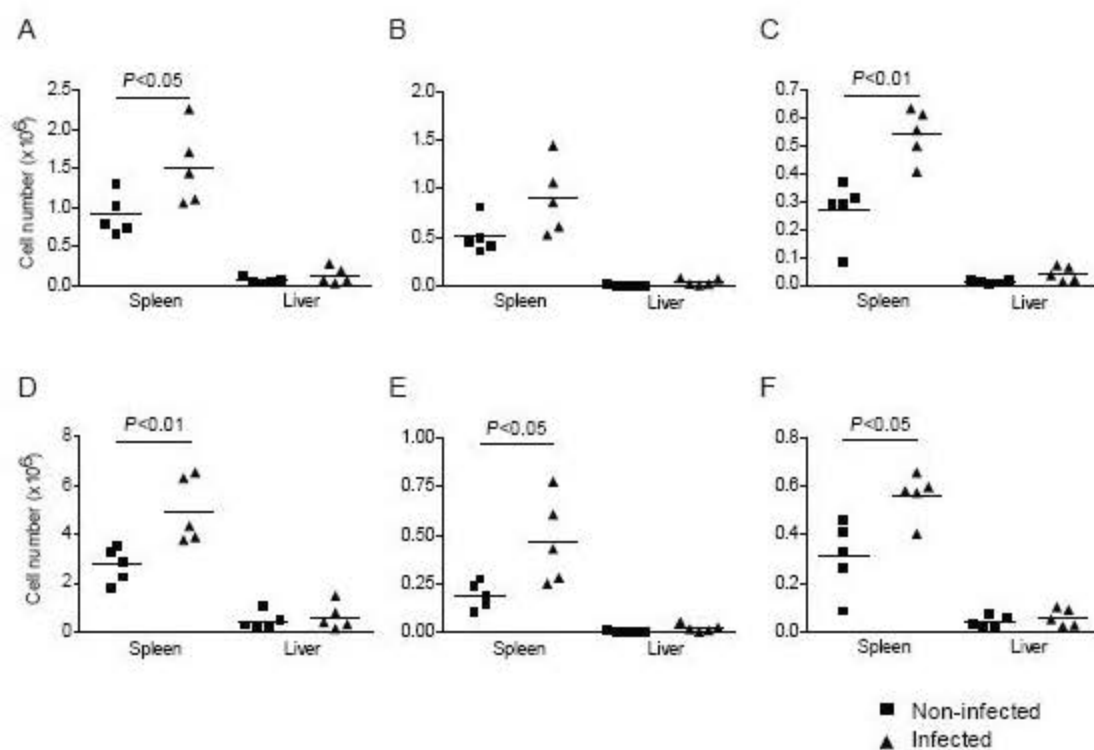 A
Cell number (x10⁶)
2.5
2.0
1.5
1.0
0.5
0.0
P<0.05
Spleen
Liver
B
2.0
1.5
1.0
0.5
0.0
Spleen
Liver
C
0.7
0.6
0.5
0.4
0.3
0.2
0.1
0.0
P<0.01
Spleen
Liver
D
Cell number (x10⁶)
8
6
4
2
0
P<0.01
Spleen
Liver
E
1.00
0.75
0.50
0.25
0.00
P<0.05
Spleen
Liver
F
0.8
0.6
0.4
0.2
0.0
P<0.05
Spleen
Liver
Non-infected
Infected